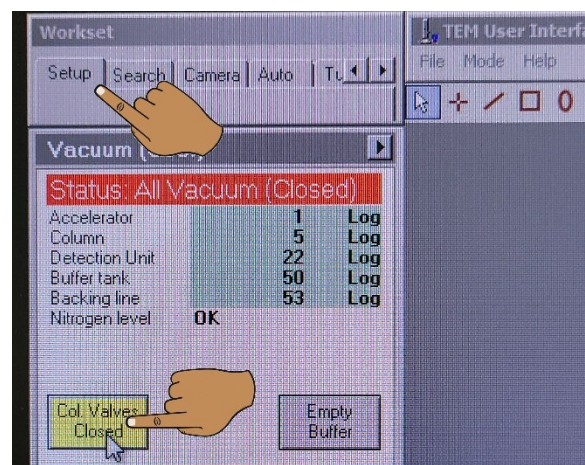 Workset
TEM User Interfa
File Mode Help
Setup Search Camera Auto Tu
Vacuum
Status: All Vacuum (Closed)
Accelerator 1 Log
Column 5 Log
Detection Unit 22 Log
Buffer tank 50 Log
Backing line 53 Log
Nitrogen level OK
Col. Valves
Closed
Empty
Buffer